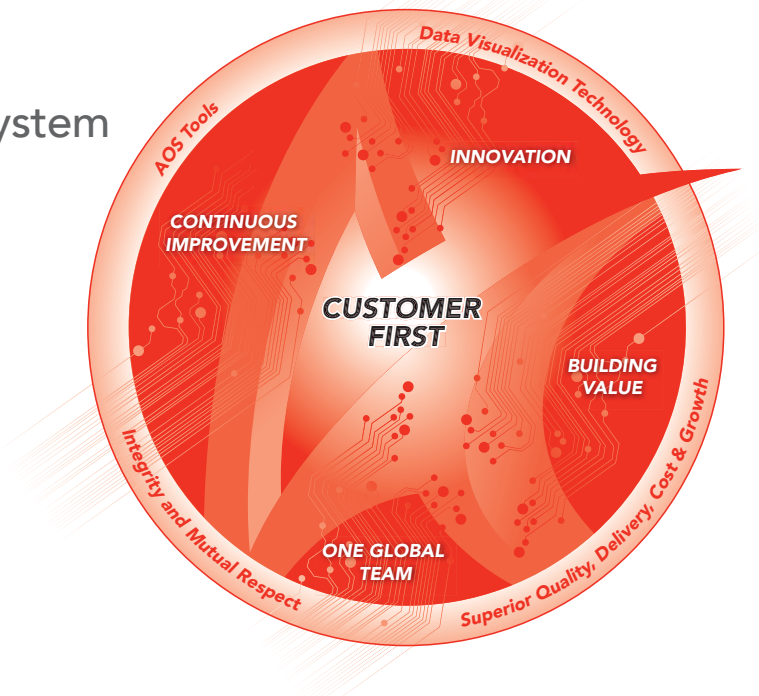 ystem
Data Visualization Technology
AOS Tools
INNOVATION
CONTINUOUS
IMPROVEMENT
CUSTOMER
FIRST
BUILDING
VALUE
ONE GLOBAL
TEAM
Integrity and Mutual Respect
Superior Quality, Delivery, Cost & Growth